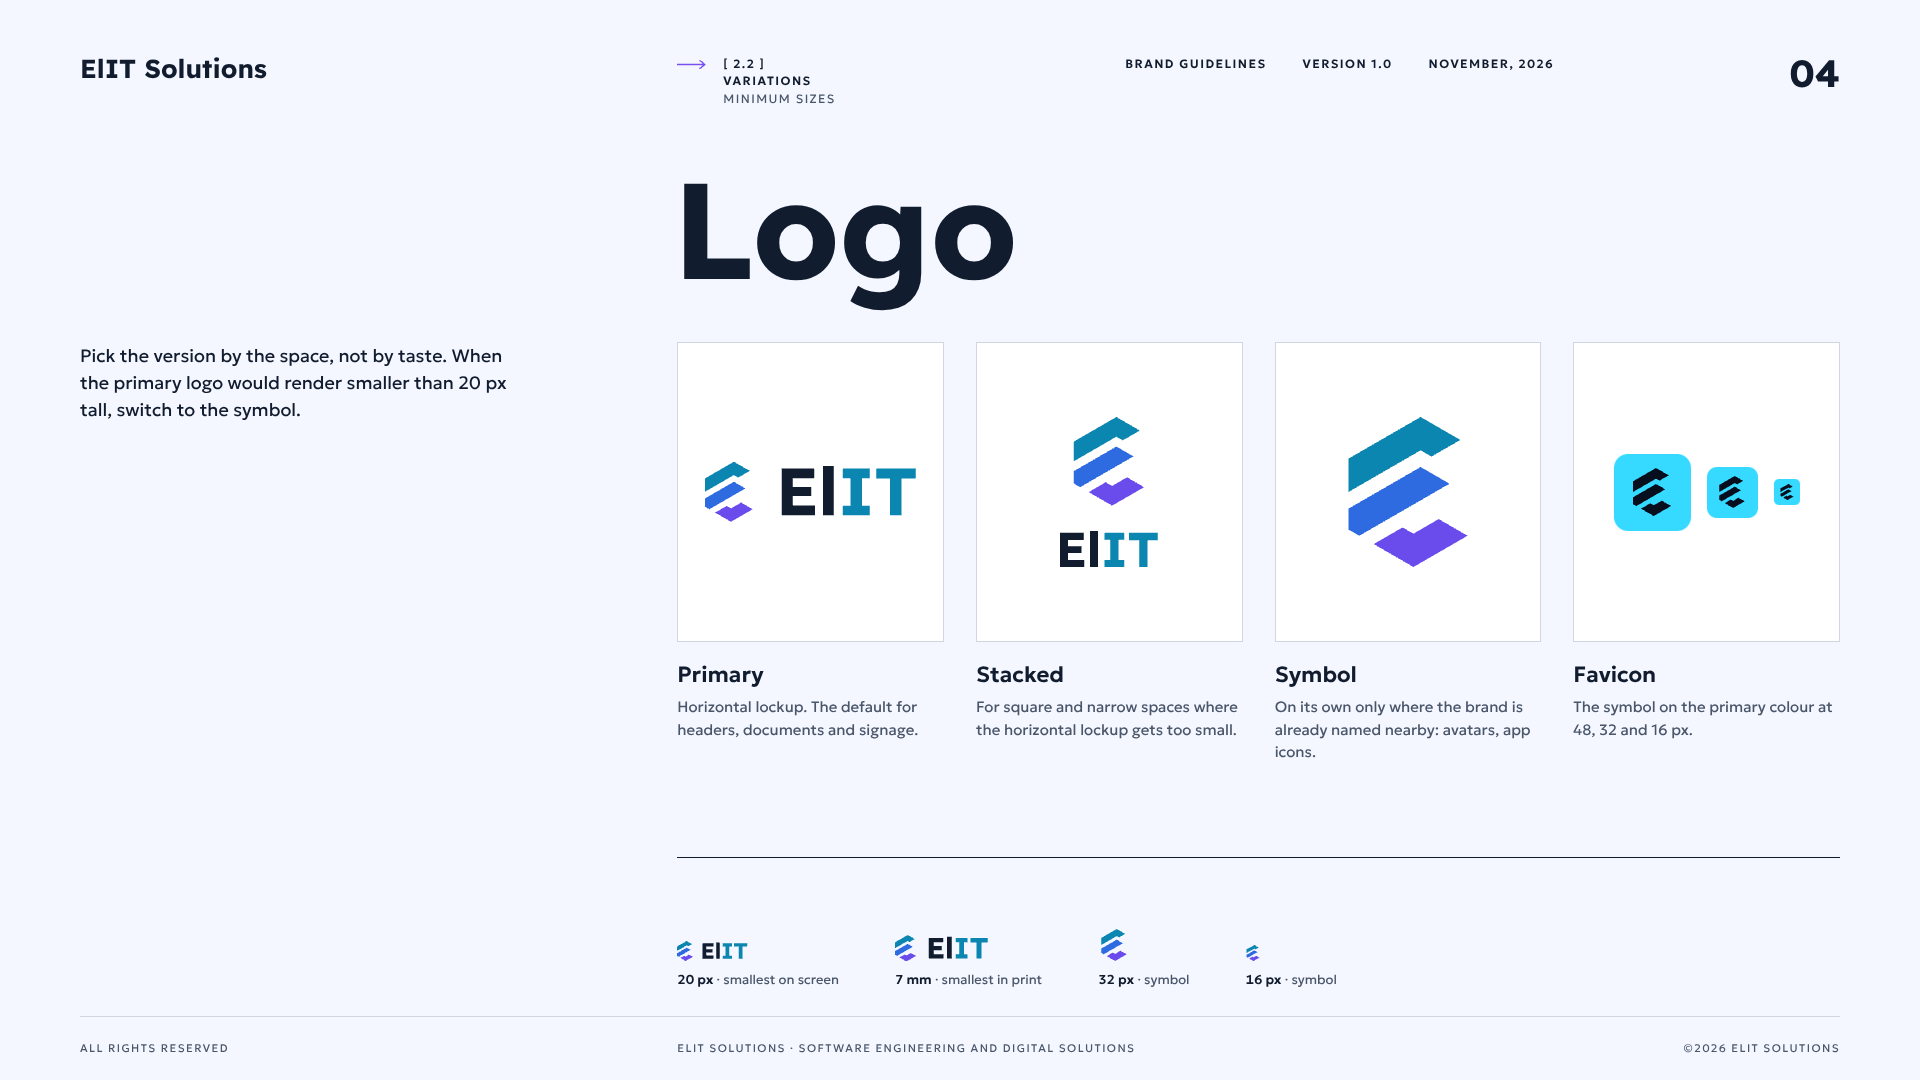 ElIT Solutions
[ 2.2 ]
VARIATIONS
MINIMUM SIZES
BRAND GUIDELINES
VERSION 1.0
NOVEMBER, 2026
04
Logo
Pick the version by the space, not by taste. When
the primary logo would render smaller than 20 px
tall, switch to the symbol.
ElIT
ElIT
Primary
Horizontal lockup. The default for
headers, documents and signage.
Stacked
For square and narrow spaces where
the horizontal lockup gets too small.
Symbol
On its own only where the brand is
already named nearby: avatars, app
icons.
Favicon
The symbol on the primary colour at
48, 32 and 16 px.
ElIT
20 px · smallest on screen
ElIT
7 mm · smallest in print
32 px · symbol
16 px · symbol
ALL RIGHTS RESERVED
ELIT SOLUTIONS · SOFTWARE ENGINEERING AND DIGITAL SOLUTIONS
©2026 ELIT SOLUTIONS